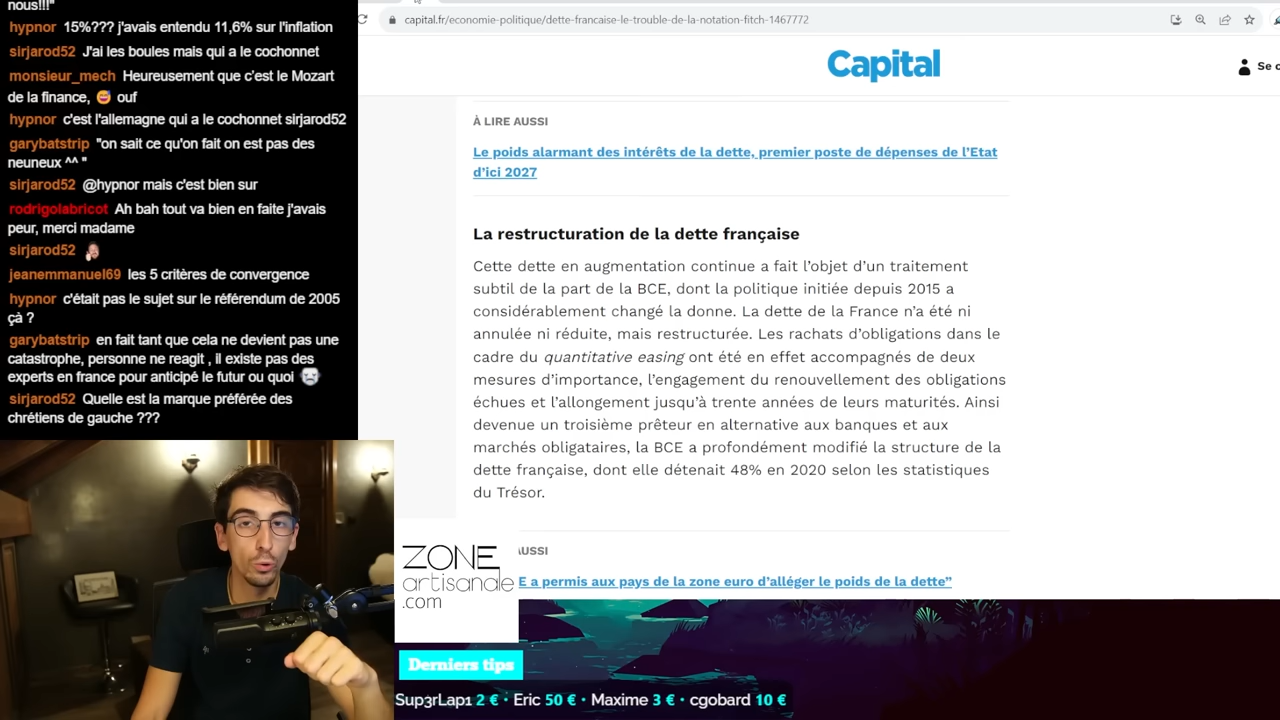 nous!!!"
hypnor 15%??? j'avais entendu 11,6% sur l'inflation
sirjarod52 J'ai les boules mais qui a le cochonnet
monsieur_mech Heureusement que c'est le Mozart
de la finance, 😅 ouf
hypnor c'est l'allemagne qui a le cochonnet sirjarod52
garybatstrip "on sait ce qu'on fait on est pas des
neuneux ^^ "
sirjarod52 @hypnor mais c'est bien sur
rodrigolabricot Ah bah tout va bien en faite j'avais
peur, merci madame
sirjarod52
jeanemmanuel69 les 5 critères de convergence
hypnor c'était pas le sujet sur le référendum de 2005
çà ?
garybatstrip en fait tant que cela ne devient pas une
catastrophe, personne ne reagit , il existe pas des
experts en france pour anticipé le futur ou quoi
sirjarod52 Quelle est la marque préférée des
chrétiens de gauche ???
capital.fr/economie-politique/dette-francaise-le-trouble-de-la-notation-fitch-1467772
Capital
Se c
À LIRE AUSSI
Le poids alarmant des intérêts de la dette, premier poste de dépenses de l'Etat
d'ici 2027
La restructuration de la dette française
Cette dette en augmentation continue a fait l'objet d'un traitement
subtil de la part de la BCE, dont la politique initiée depuis 2015 a
considérablement changé la donne. La dette de la France n'a été ni
annulée ni réduite, mais restructurée. Les rachats d'obligations dans le
cadre du quantitative easing ont été en effet accompagnés de deux
mesures d'importance, l'engagement du renouvellement des obligations
échues et l'allongement jusqu'à trente années de leurs maturités. Ainsi
devenue un troisième prêteur en alternative aux banques et aux
marchés obligataires, la BCE a profondément modifié la structure de la
dette française, dont elle détenait 48% en 2020 selon les statistiques
du Trésor.
AUSSI
E a permis aux pays de la zone euro d'alléger le poids de la dette"
ZONE
artisanale
.com
Derniers tips
Sup3rLap1 2 € • Eric 50 € • Maxime 3 € • cgobard 10 €